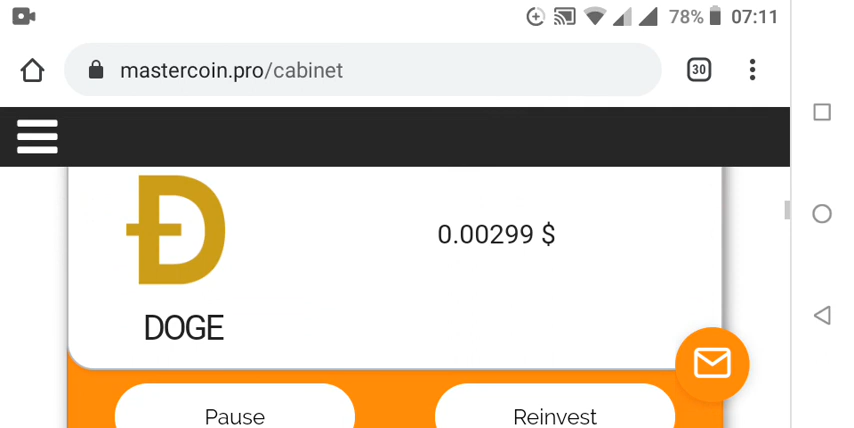 78% 07:11
mastercoin.pro/cabinet 30
0.00299 $
DOGE
Pause Reinvest